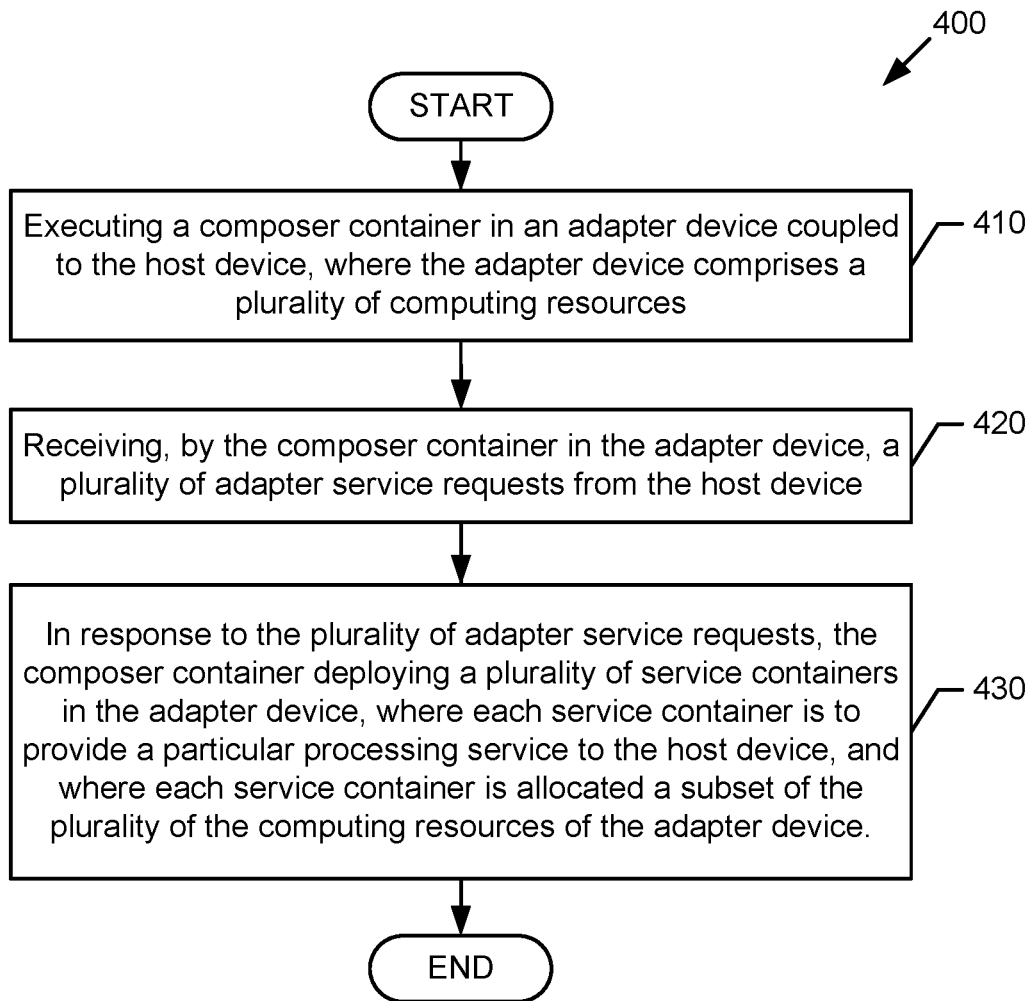 400
START
Executing a composer container in an adapter device coupled
to the host device, where the adapter device comprises a
plurality of computing resources
410
Receiving, by the composer container in the adapter device, a
plurality of adapter service requests from the host device
420
In response to the plurality of adapter service requests, the
composer container deploying a plurality of service containers
in the adapter device, where each service container is to
provide a particular processing service to the host device, and
where each service container is allocated a subset of the
plurality of the computing resources of the adapter device.
430
END